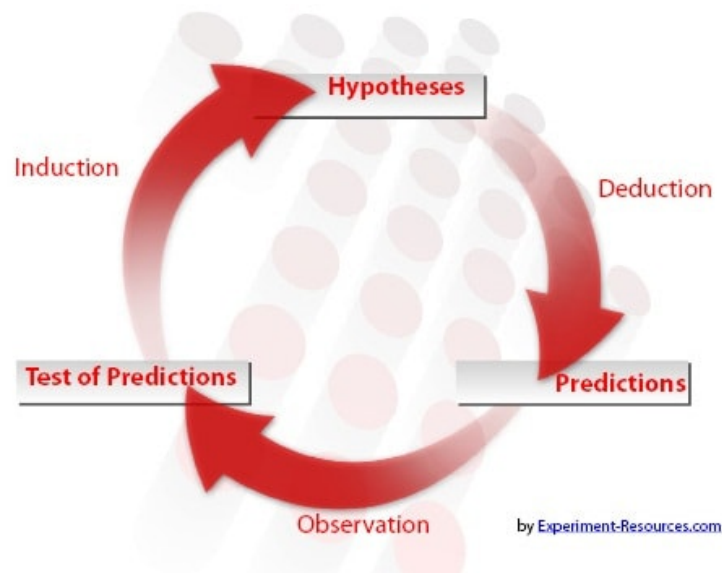 Hypotheses
Induction
Deduction
Test of Predictions
Predictions
Observation
by Experiment-Resources.com